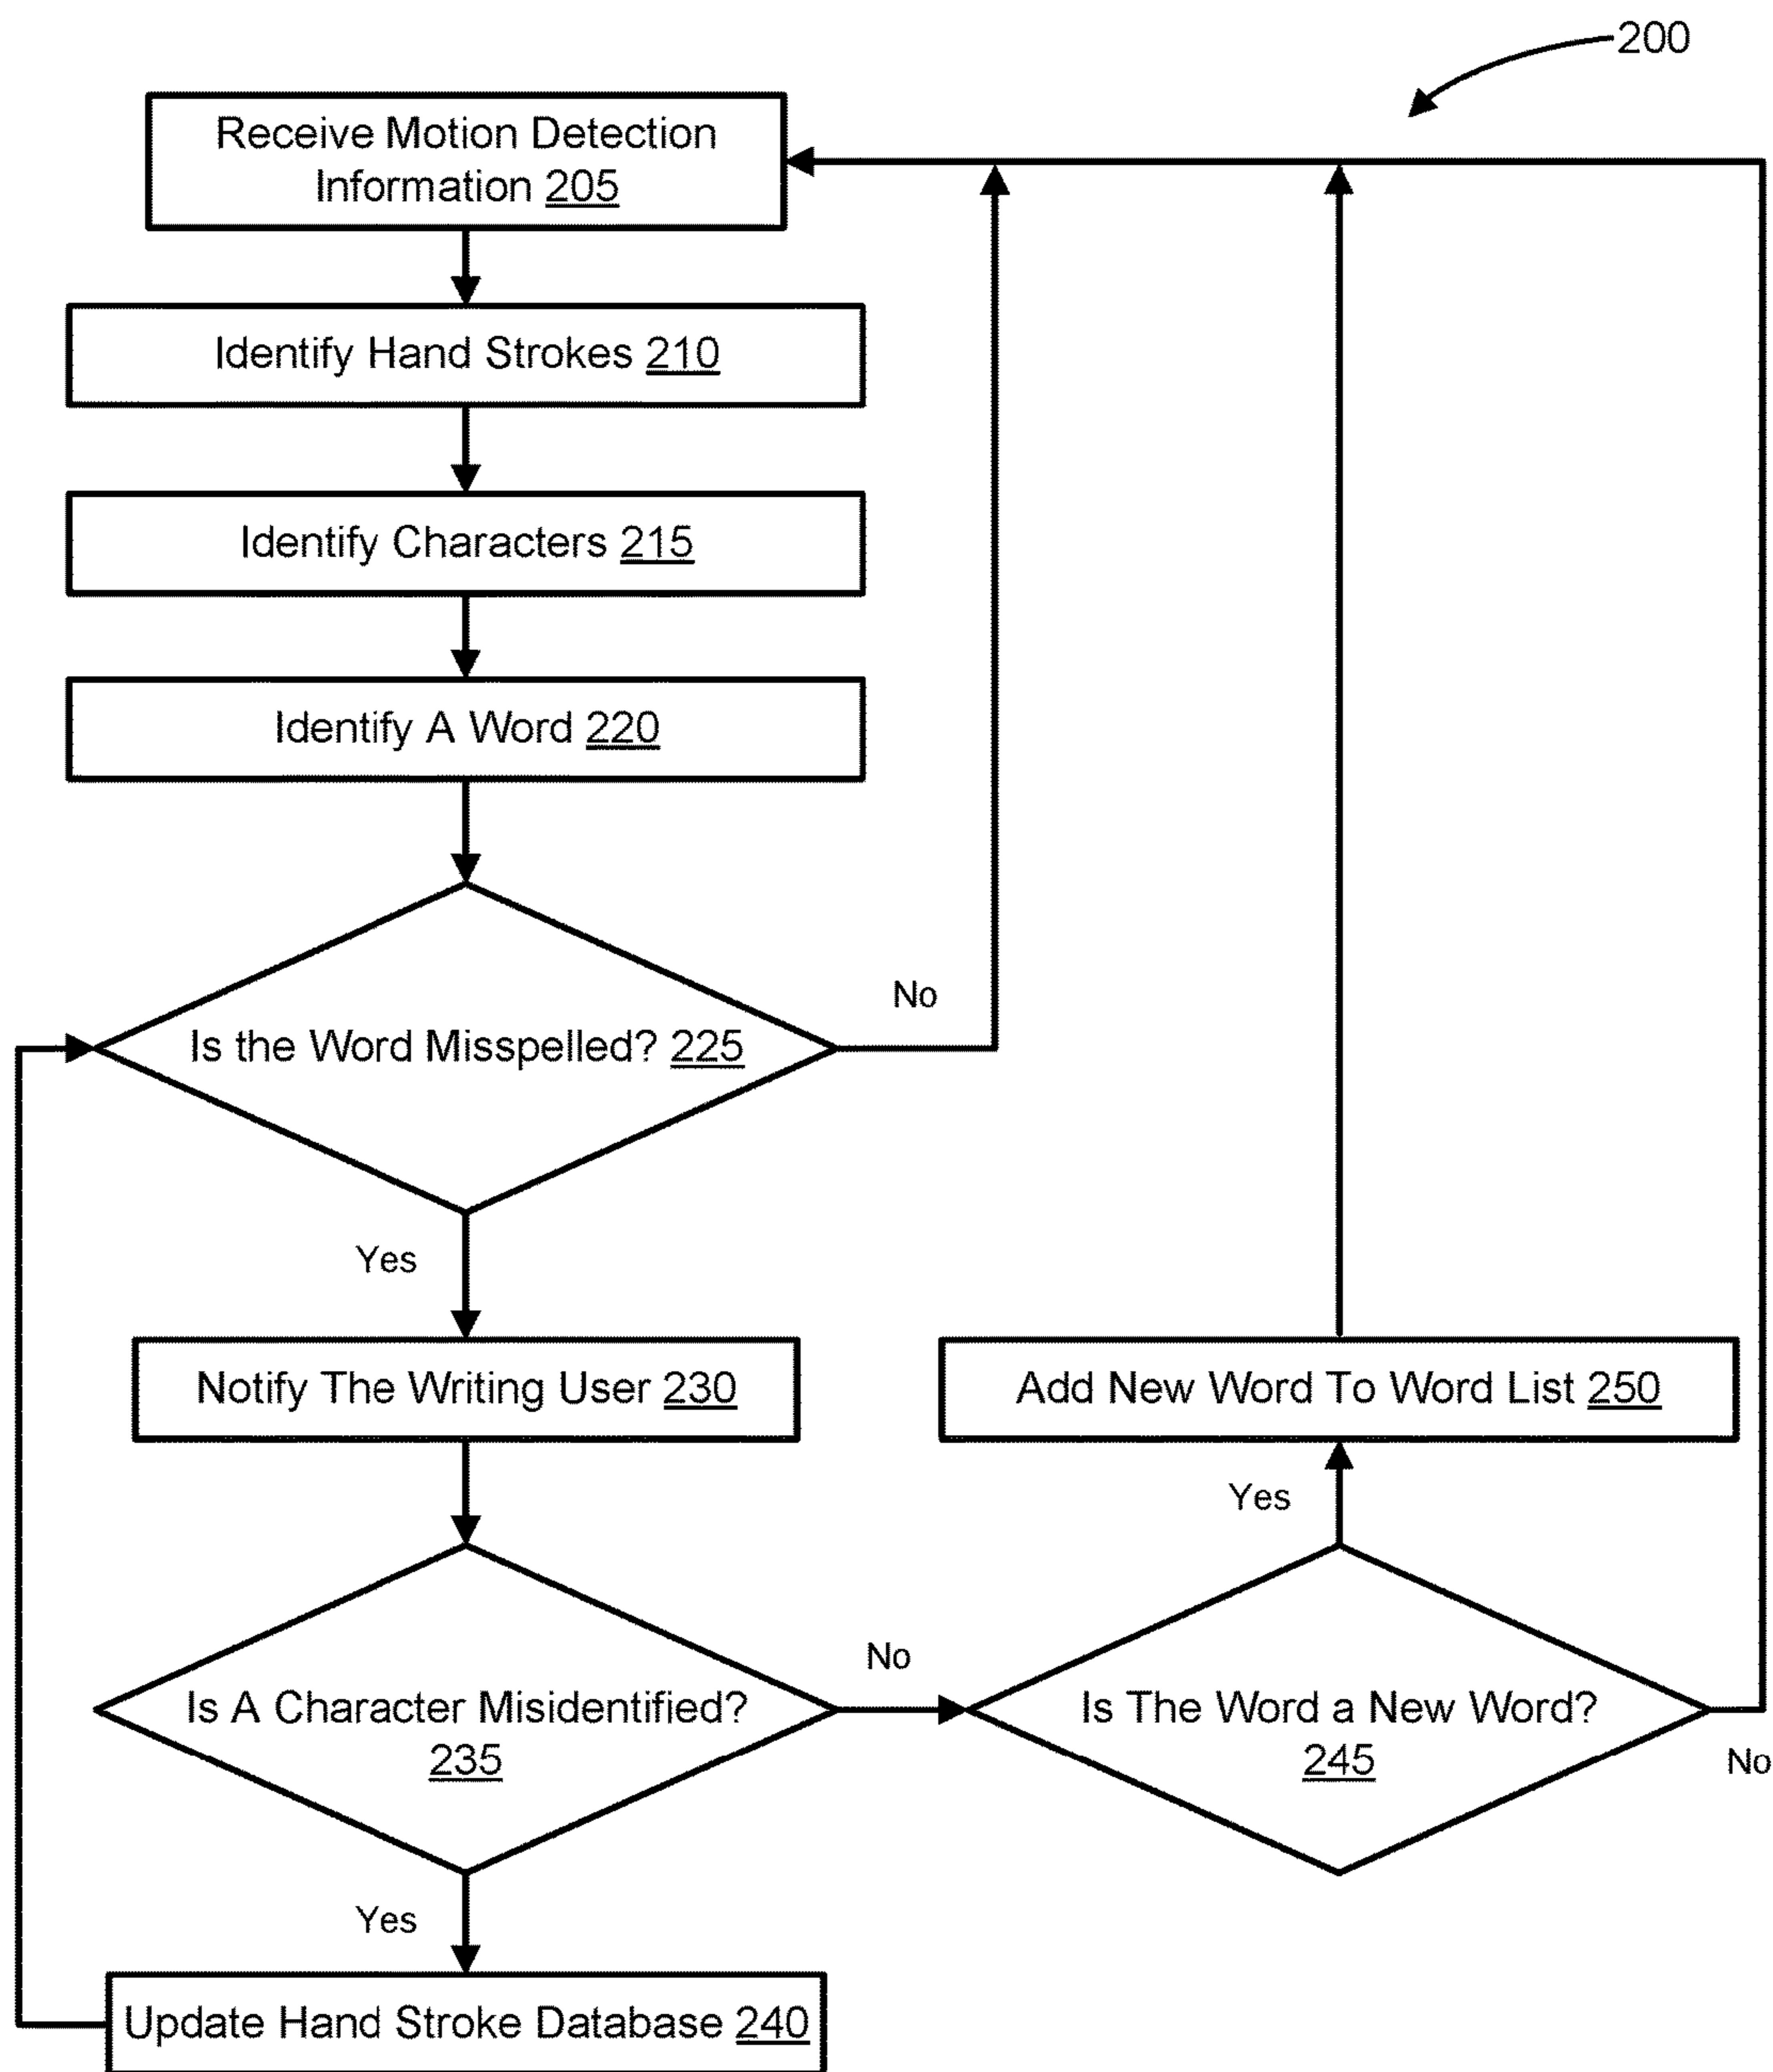 200
Receive Motion Detection
Information 205
Identify Hand Strokes 210
Identify Characters 215
Identify A Word 220
Is the Word Misspelled? 225
No
Yes
Notify The Writing User 230
Add New Word To Word List 250
Yes
Is A Character Misidentified?
235
No
Is The Word a New Word?
245
No
Yes
Update Hand Stroke Database 240